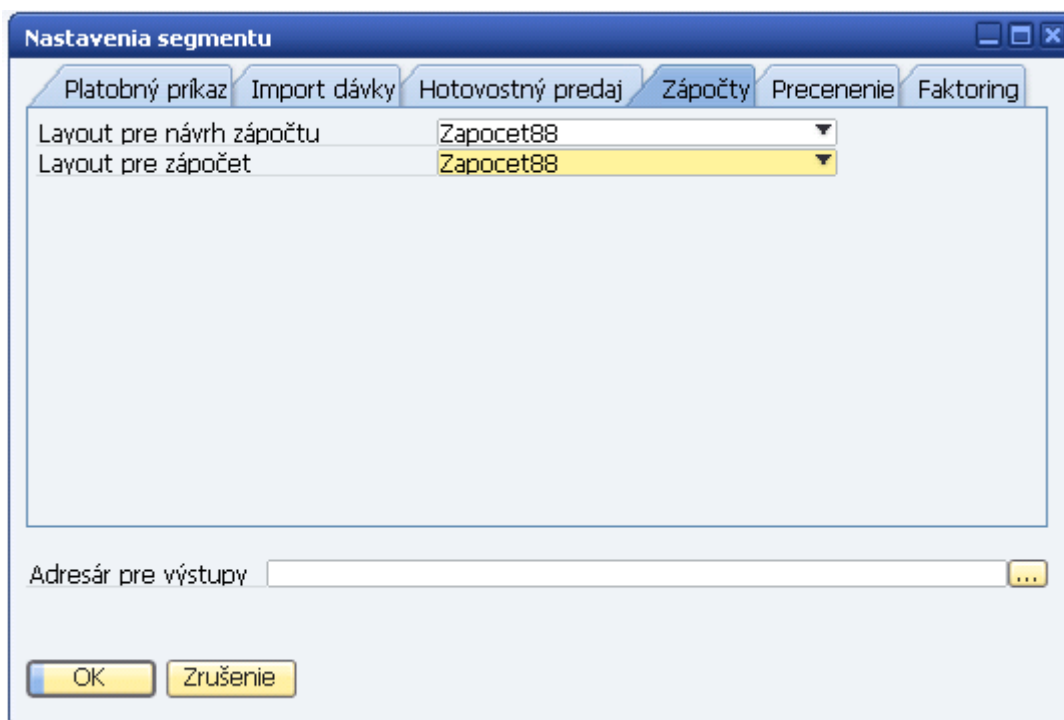 Nastavenia segmentu
Platobný príkaz Import dávky Hotovostný predaj Zápočty Precenenie Faktoring
Layout pre návrh zápočtu Zapocet88
Layout pre zápočet Zapocet88
Adresár pre výstupy ...
OK Zrušenie